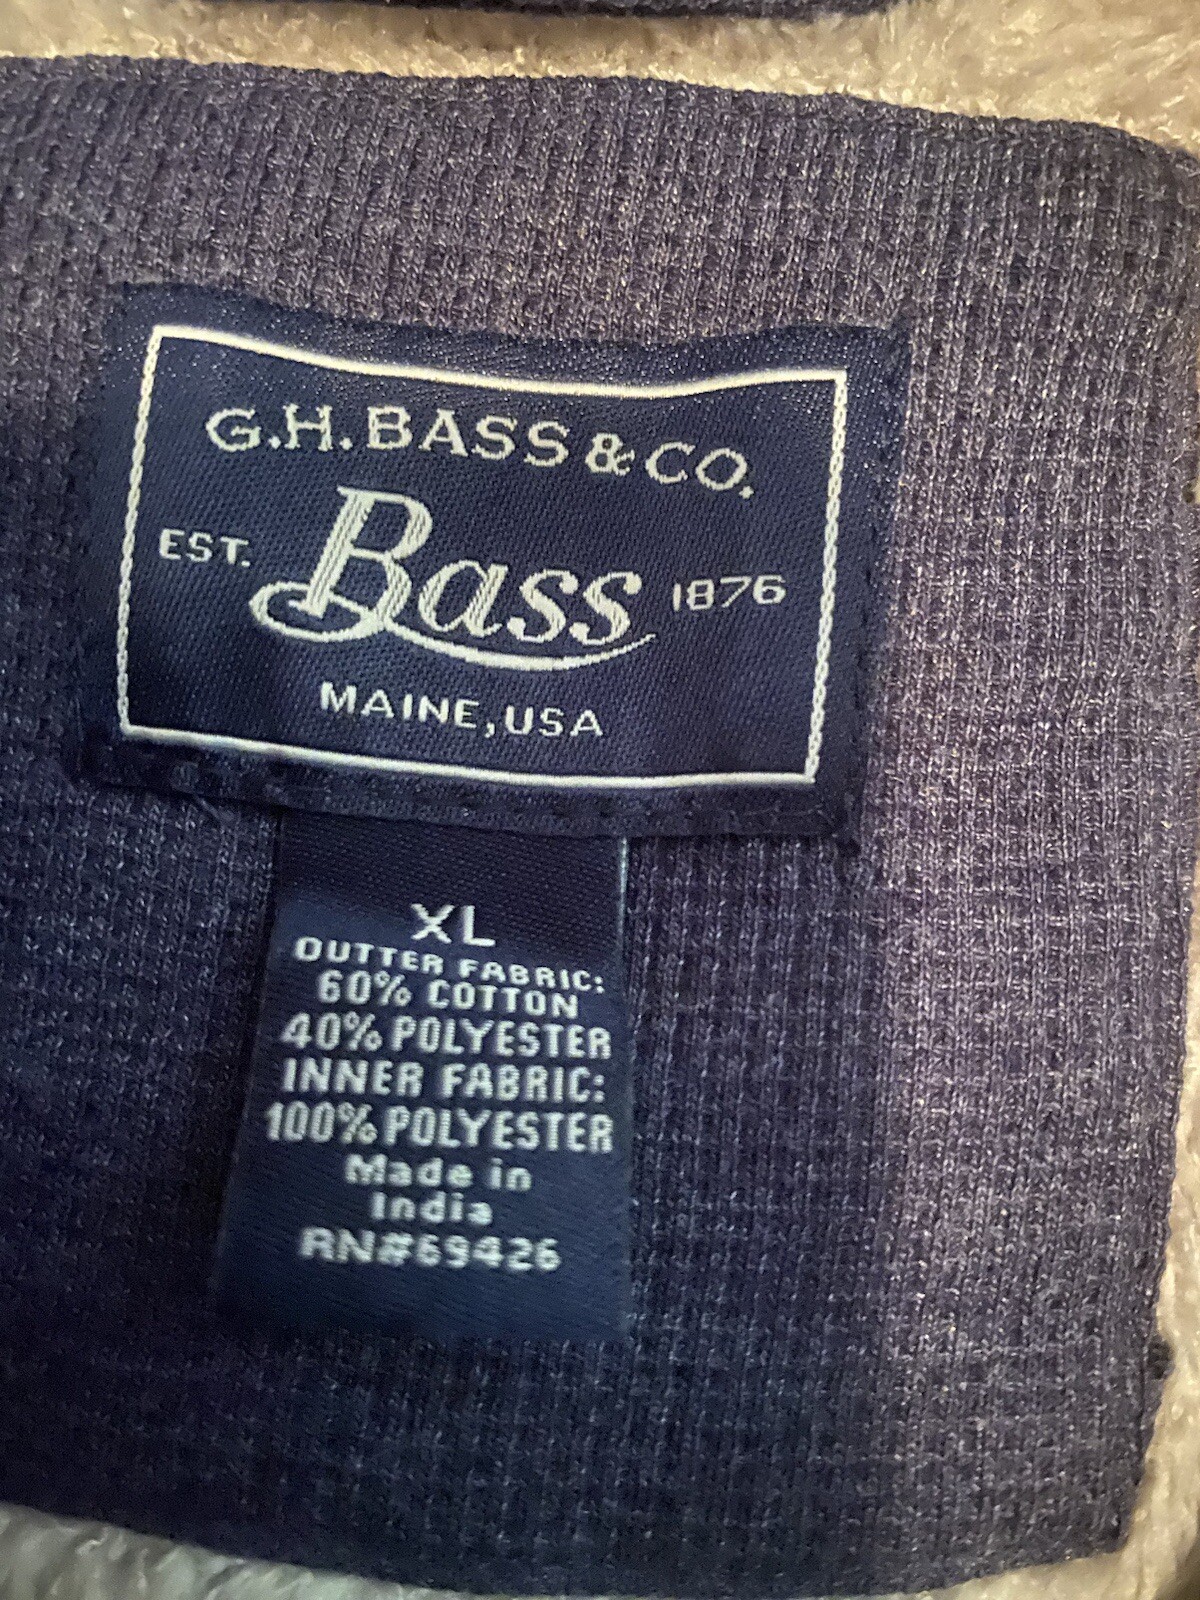 G.H.BASS&CO.
EST. Bass 1876
MAINE,USA
XL
OUTTER FABRIC:
60% COTTON
40% POLYESTER
INNER FABRIC:
100% POLYESTER
Made in
India
RN#69426